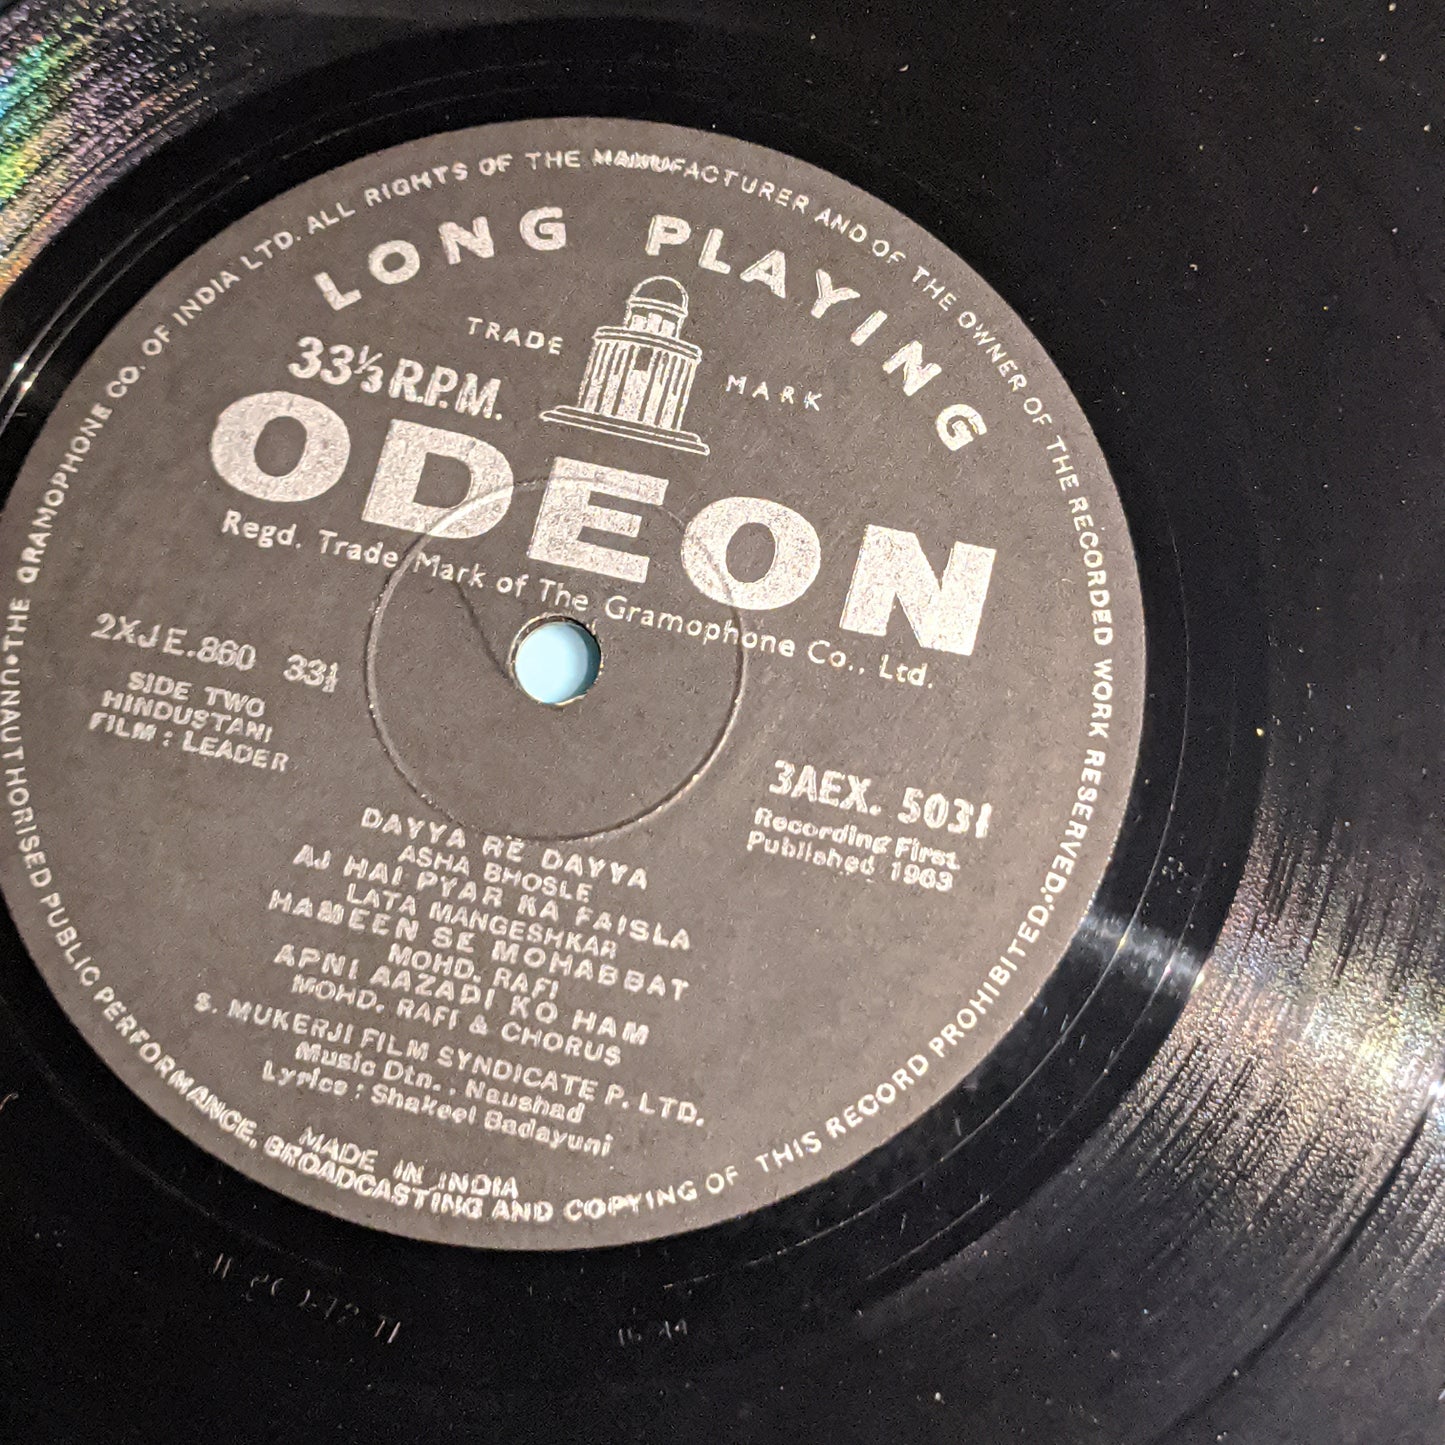 • THE GRAMOPHONE CO. OF INDIA LTD. ALL RIGHTS OF THE MANUFACTURER AND OF THE OWNER OF THE RECORDED WORK RESERVED.
UNAUTHORISED PUBLIC PERFORMANCE, BROADCASTING AND COPYING OF THIS RECORD PROHIBITED.
LONG PLAYING
TRADE MARK
33⅓ R.P.M.
ODEON
Regd. Trade Mark of The Gramophone Co., Ltd.
2XJE.860 33⅓
SIDE TWO
HINDUSTANI
FILM : LEADER
3AEX. 5031
Recording First
Published 1963
DAYYA RE DAYYA
ASHA BHOSLE
AJ HAI PYAR KA FAISLA
LATA MANGESHKAR
HAMEEN SE MOHABBAT
MOHD. RAFI
APNI AAZADI KO HAM
MOHD. RAFI & CHORUS
S. MUKERJI FILM SYNDICATE P. LTD.
Music Dtn. : Naushad
Lyrics : Shakeel Badayuni
MADE IN INDIA